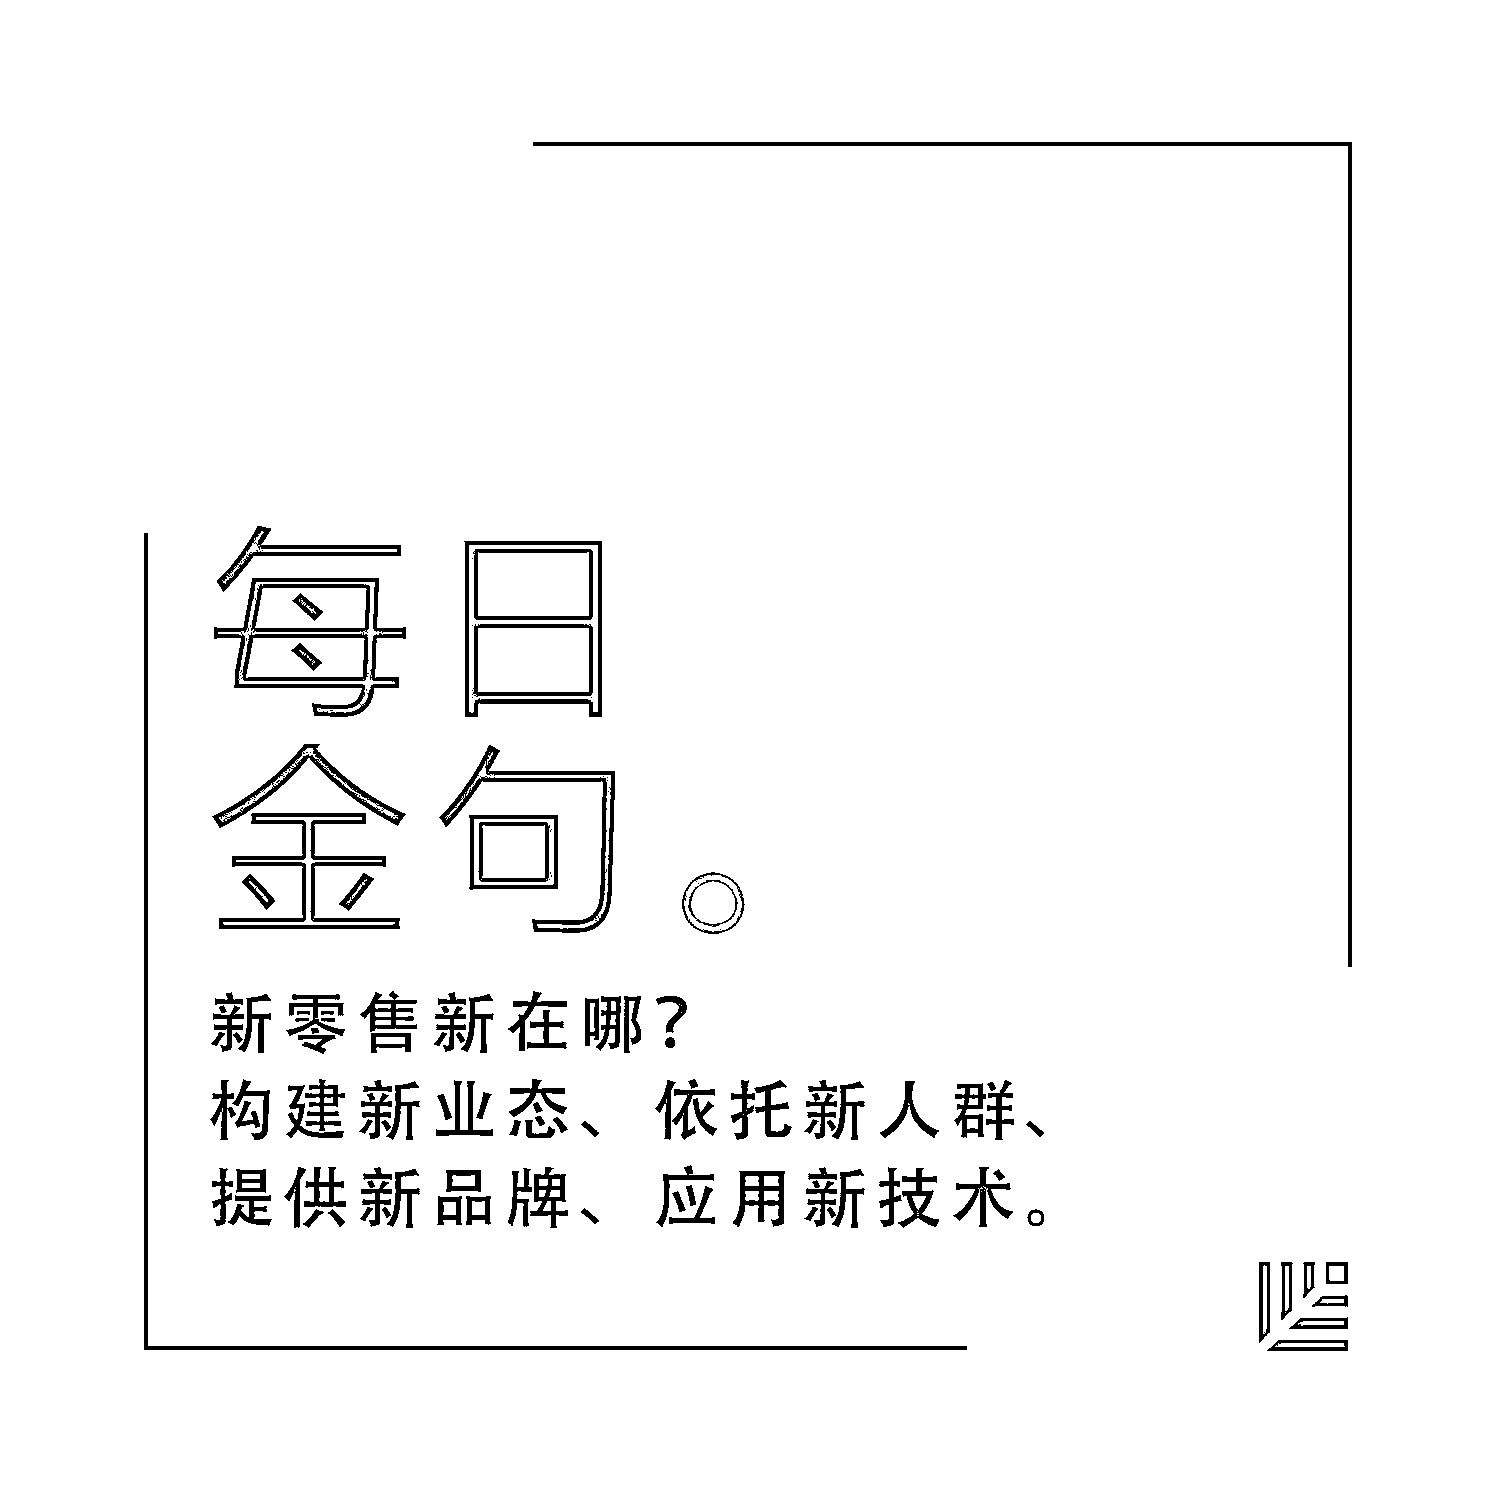 每日
金句。
新零售新在哪?
构建新业态、依托新人群、
提供新品牌、应用新技术。